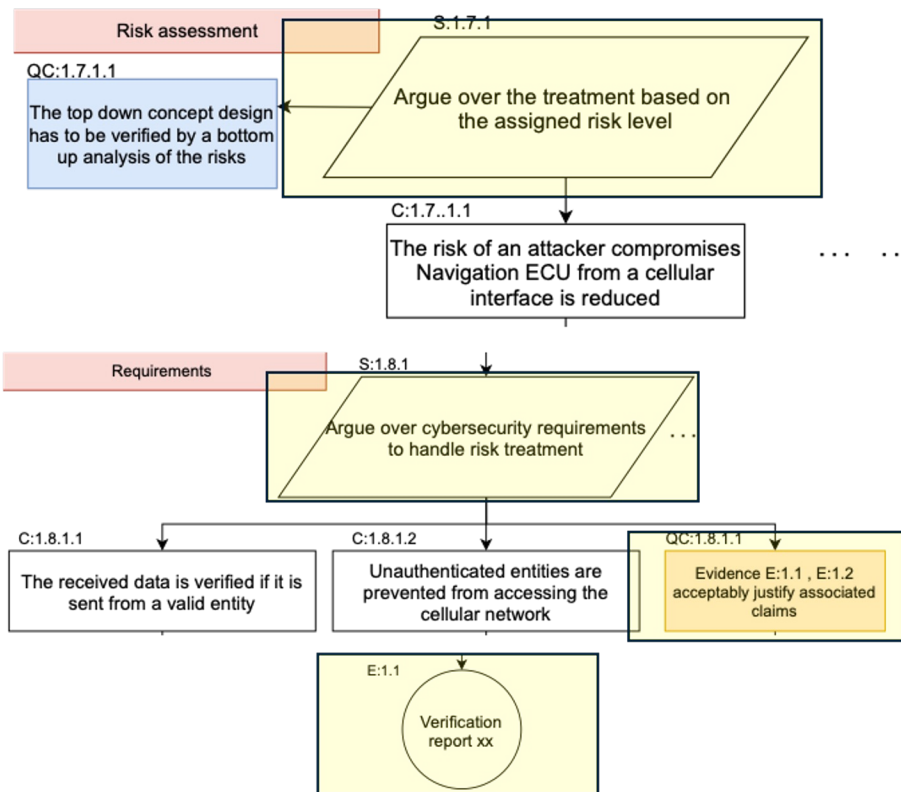 S:1.7.1
Risk assessment
QC:1.7.1.1
The top down concept design
has to be verified by a bottom
up analysis of the risks
Argue over the treatment based on
the assigned risk level
C:1.7..1.1
The risk of an attacker compromises
Navigation ECU from a cellular
interface is reduced
... ..
Requirements
S:1.8.1
Argue over cybersecurity requirements
to handle risk treatment
...
C:1.8.1.1
The received data is verified if it is
sent from a valid entity
C:1.8.1.2
Unauthenticated entities are
prevented from accessing the
cellular network
QC:1.8.1.1
Evidence E:1.1 , E:1.2
acceptably justify associated
claims
E:1.1
Verification
report xx